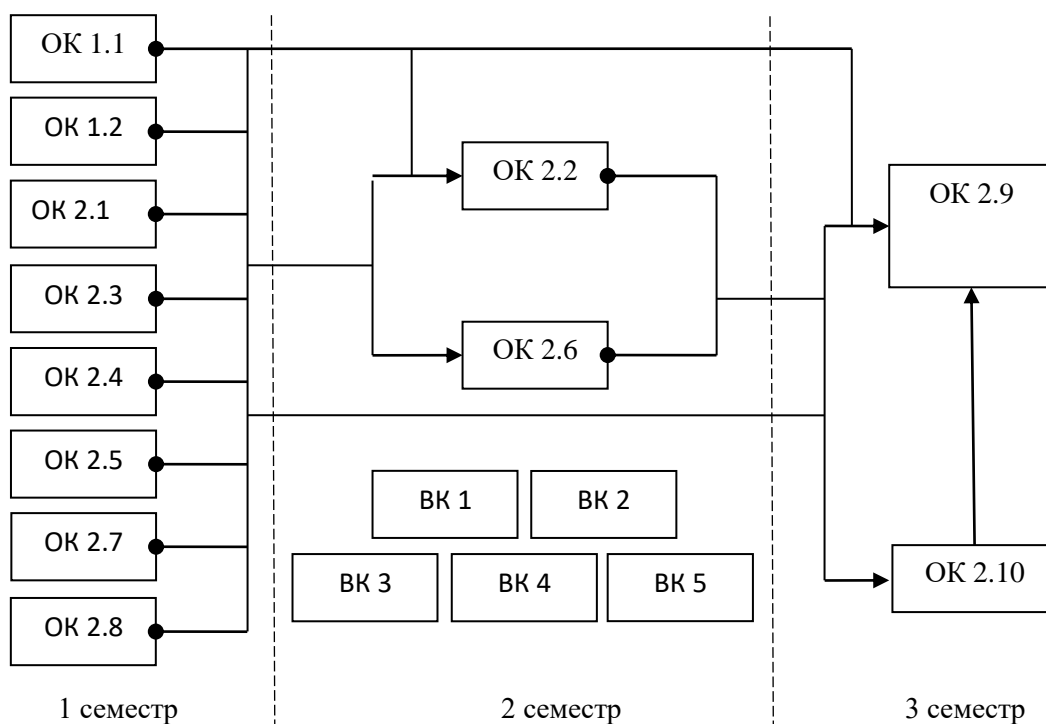 ОК 1.1
ОК 1.2
ОК 2.1
ОК 2.3
ОК 2.4
ОК 2.5
ОК 2.7
ОК 2.8
1 семестр
ОК 2.2
ОК 2.6
ВК 1
ВК 2
ВК 3
ВК 4
ВК 5
2 семестр
ОК 2.9
ОК 2.10
3 семестр